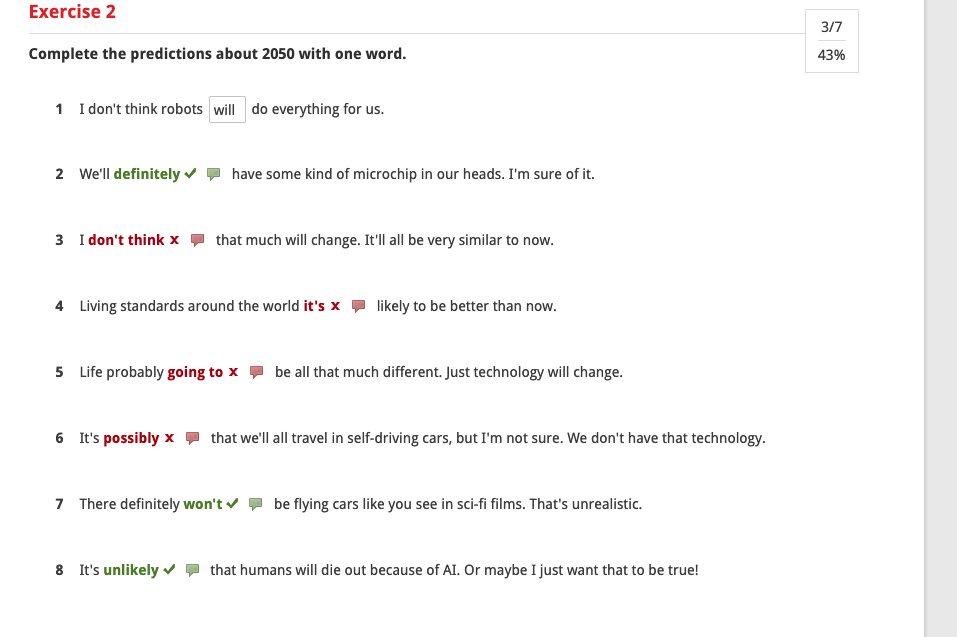 Exercise 2
3/7
43%
Complete the predictions about 2050 with one word.
1 I don't think robots will do everything for us.
2 We'll definitely ✓ have some kind of microchip in our heads. I'm sure of it.
3 I don't think x that much will change. It'll all be very similar to now.
4 Living standards around the world it's x likely to be better than now.
5 Life probably going to x be all that much different. Just technology will change.
6 It's possibly x that we'll all travel in self-driving cars, but I'm not sure. We don't have that technology.
7 There definitely won't ✓ be flying cars like you see in sci-fi films. That's unrealistic.
8 It's unlikely ✓ that humans will die out because of AI. Or maybe I just want that to be true!